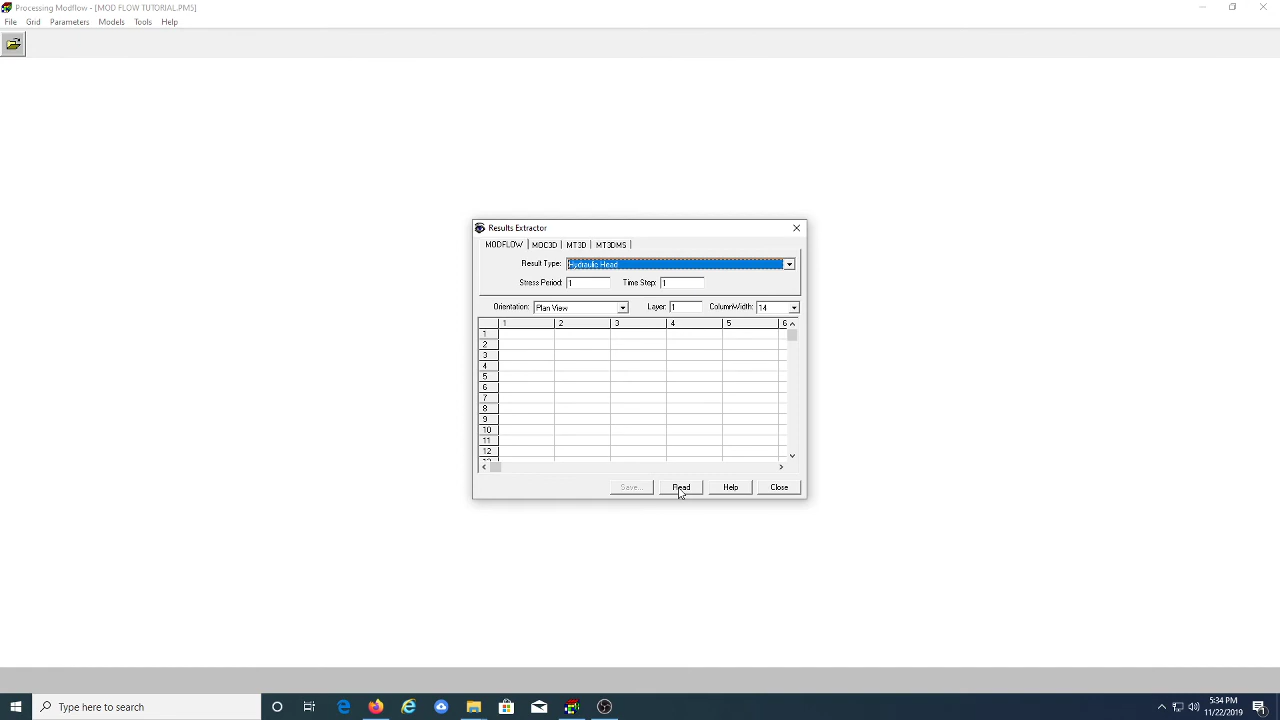 Processing Modflow - [MOD FLOW TUTORIAL.PM5]
File Grid Parameters Models Tools Help
Results Extractor
MODFLOW MOC3D MT3D MT3DMS
Result Type: Hydraulic Head
Stress Period: 1 Time Step: 1
Orientation: Plan View Layer: 1 ColumnWidth: 14
1 2 3 4 5 6
1
2
3
4
5
6
7
8
9
10
11
12
Save... Read Help Close
Type here to search
5:34 PM
11/22/2019